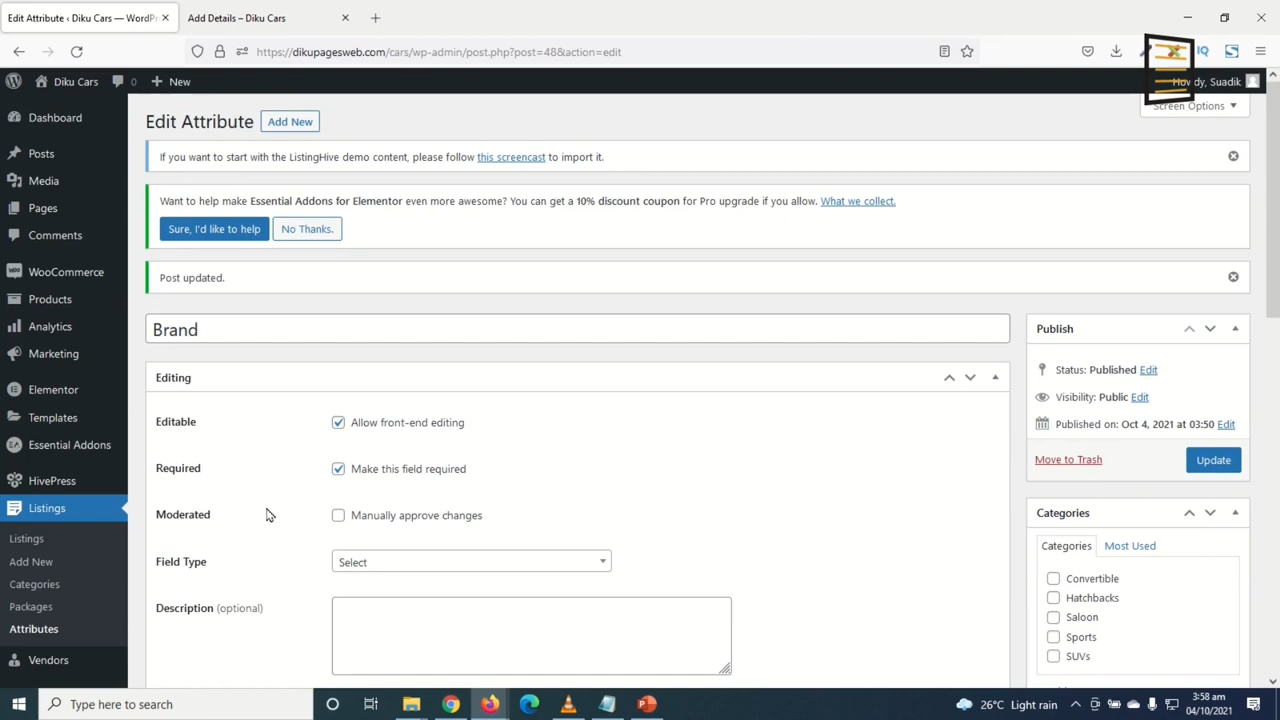 Edit Attribute ‹ Diku Cars — WordPr
Add Details – Diku Cars
https://dikupagesweb.com/cars/wp-admin/post.php?post=48&action=edit
IQ
Diku Cars
0
New
Suadik
Screen Options
Dashboard
Posts
Media
Pages
Comments
WOO
WooCommerce
Products
Analytics
Marketing
Elementor
Templates
Essential Addons
HivePress
Listings
Listings
Add New
Categories
Packages
Attributes
Vendors
Edit Attribute
Add New
If you want to start with the ListingHive demo content, please follow this screencast to import it.
Want to help make Essential Addons for Elementor even more awesome? You can get a 10% discount coupon for Pro upgrade if you allow. What we collect.
Sure, I'd like to help
No Thanks.
Post updated.
Brand
Editing
Editable
Allow front-end editing
Required
Make this field required
Moderated
Manually approve changes
Field Type
Select
Description (optional)
Publish
Status: Published Edit
Visibility: Public Edit
Published on: Oct 4, 2021 at 03:50 Edit
Move to Trash
Update
Categories
Categories
Most Used
Convertible
Hatchbacks
Saloon
Sports
SUVs
Type here to search
26°C Light rain
3:58 am
04/10/2021